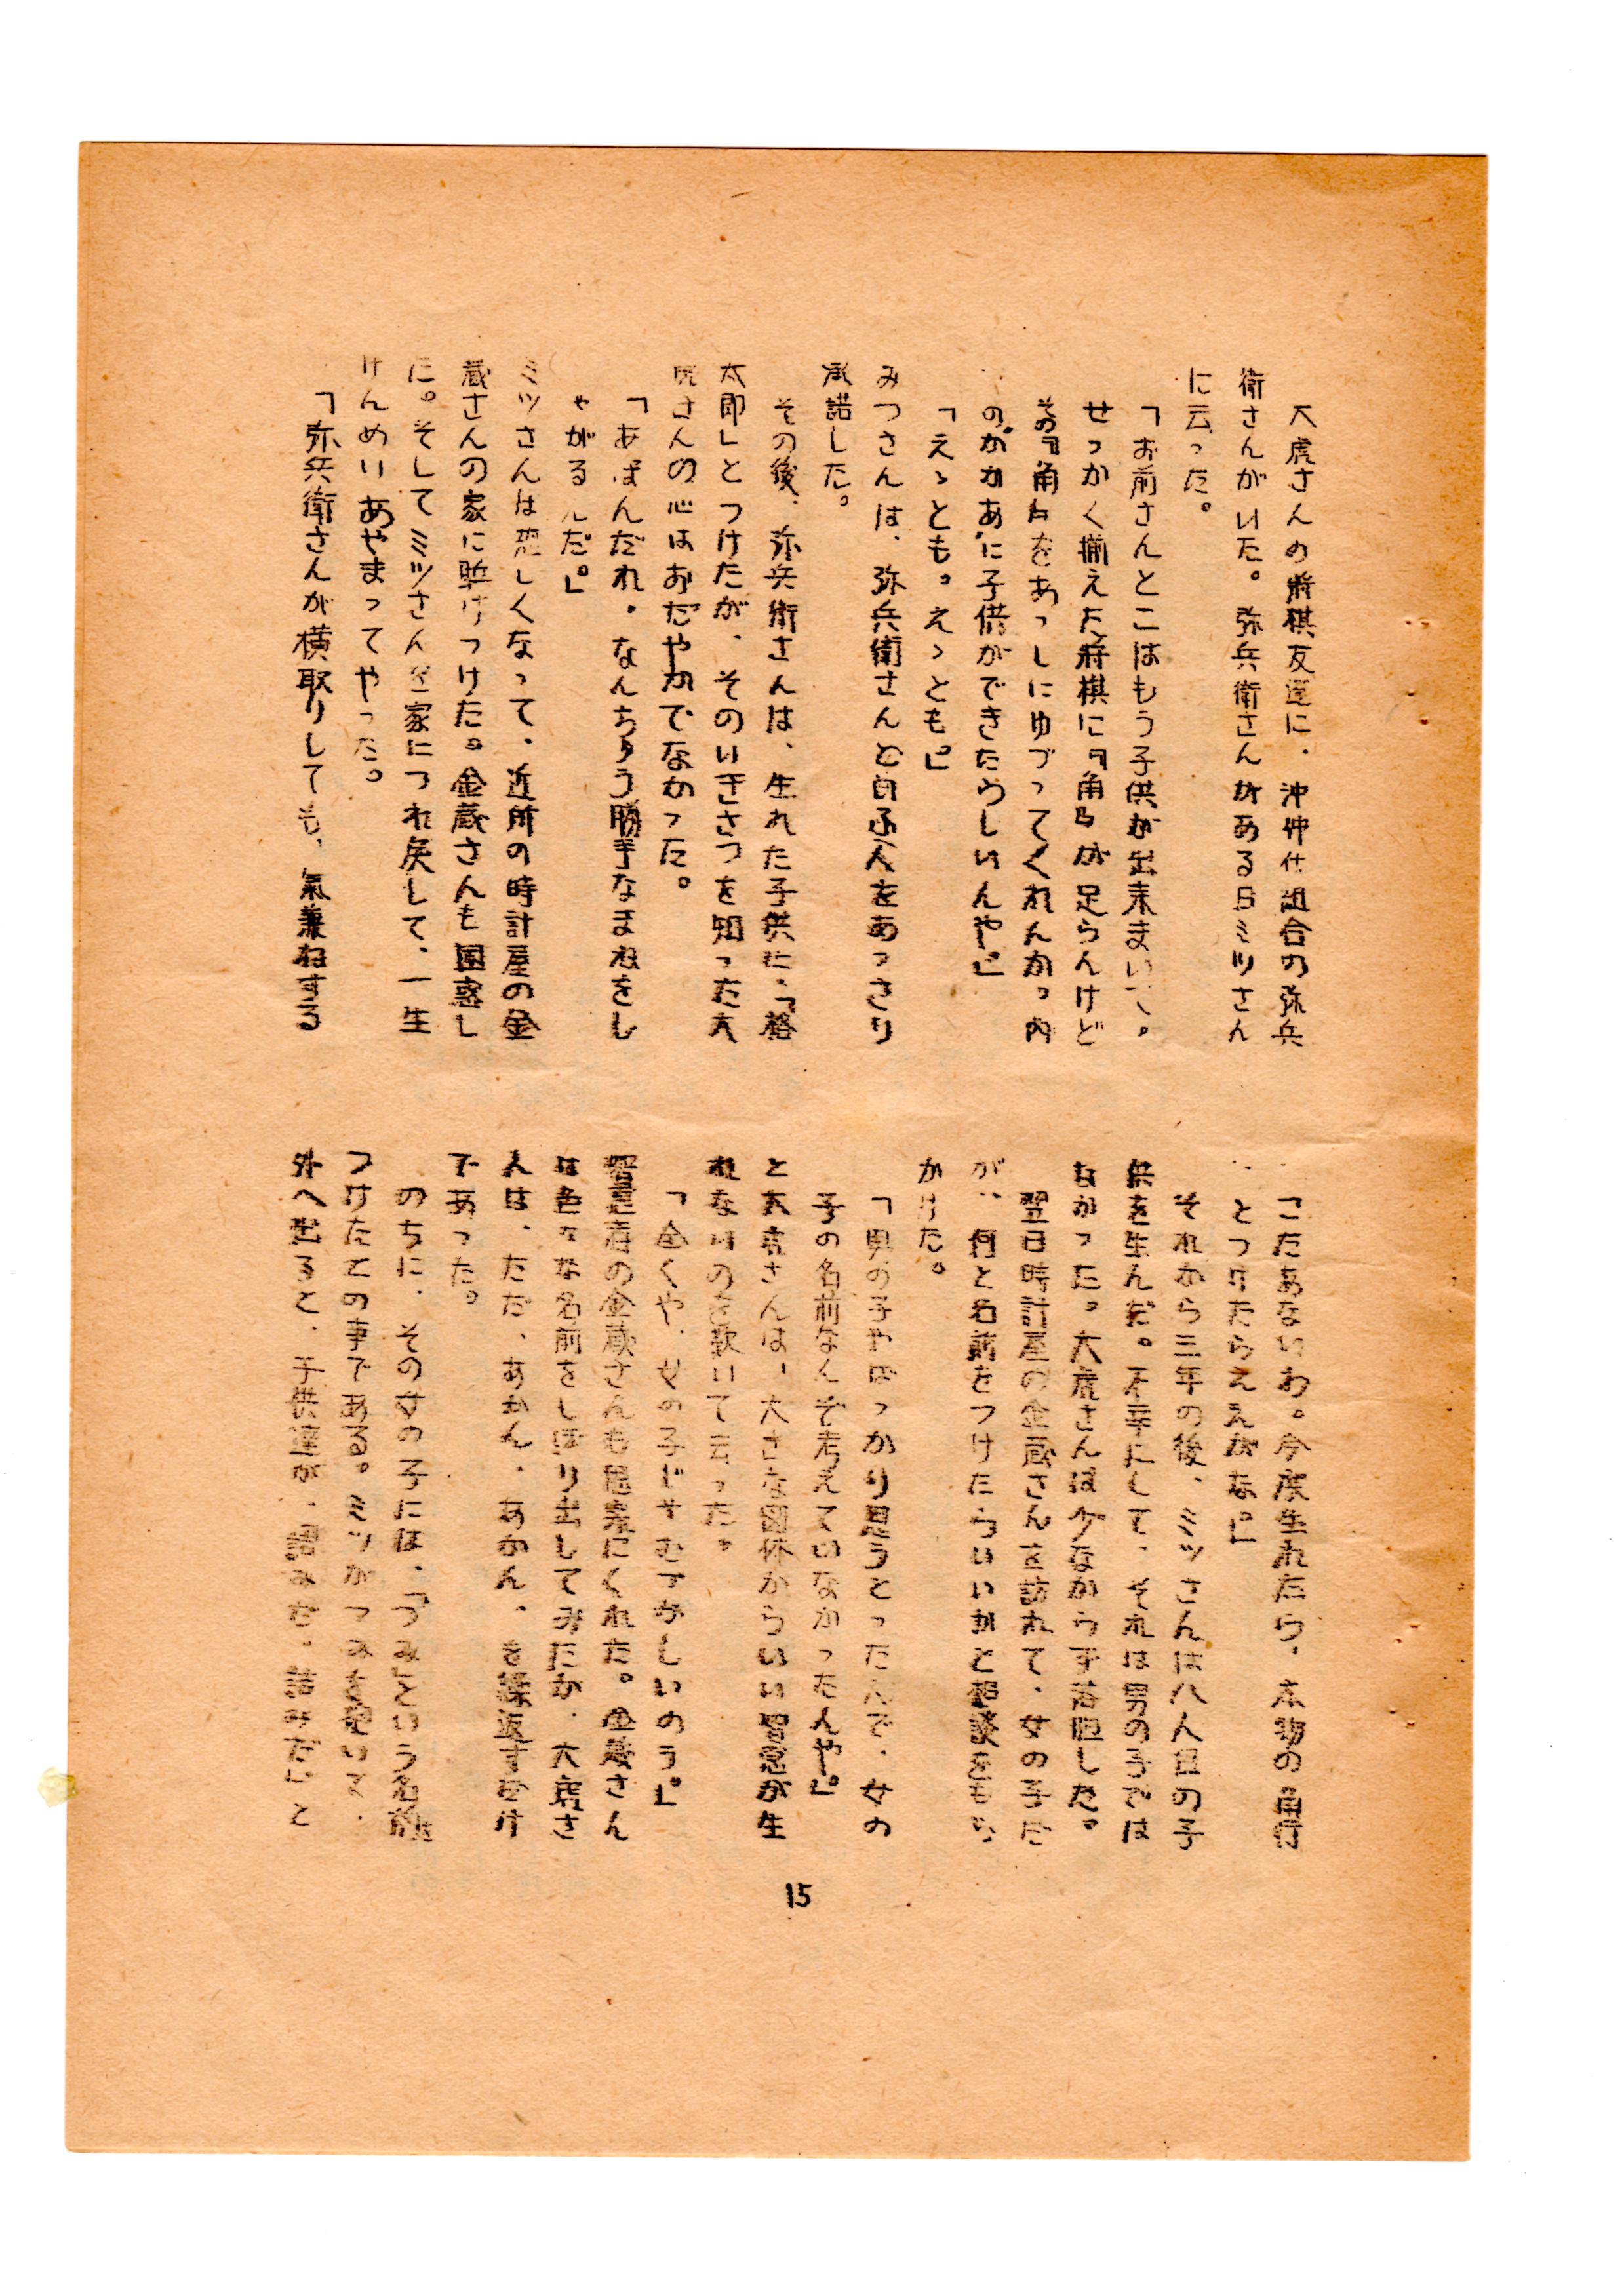 大虎さんの將棋友達に、沖仲仕組合の弥兵
衛さんがいた。弥兵衛さんがある日ミツさん
に云った。
「お前さんとこはもう子供が出来まいて。
せっかく揃えた將棋に『角』が足らんけど
その『角』をあっしにゆづってくれんか。内
のかかあに子供ができたらしいんや」
「えゝとも。えゝとも。」
みつさんは、弥兵衛さんと
承諾した。
その後、弥兵衛さんは、生れた子供に、「格
太郎」とつけたが、そのいきさつを知った大
虎さんの心はおだやかでなかった。
「あほんだれ。なんちゅう勝手なまねをし
ゃがるんだ。」
ミツさんは恐しくなって、近所の時計屋の金
蔵さんの家に駈けつけた。金蔵さんも困惑し
た。そしてミツさんを家につれ戻して、一生
けんめいあやまってやった。
「弥兵衛さんが横取りしても、氣兼ねする
こたあないわ。今度生れたら、本物の角行
とつけたらええがな。」
それから三年の後、ミツさんは八人目の子
供を生んだ。不幸にして、それは男の子では
なかった。大虎さんは少なからず落胆した。
翌日時計屋の金蔵さんを訪れて、女の子だ
が、何と名前をつけたらいいかと相談をもち
かけた。
「男の子やばっかり思うとったんで、女の
子の名前なんぞ考えていなかったんや。」
と大虎さんは、大きな図体からいい智恵が生
れないのを歎いて云った。
「全くや、女の子じゃむつかしいのう。」
智恵者の金蔵さんも思案にくれた。金蔵さん
は色々な名前をしぼり出してみたが、大虎さ
んは、ただ、あかん、あかん、を繰返すだけ
であった。
のちに、その女の子には、「つみ」という名前を
つけたとの事である。ミツがつみを抱いて、
外へ出ると、子供達が、詰みだ、詰みだ」と
15